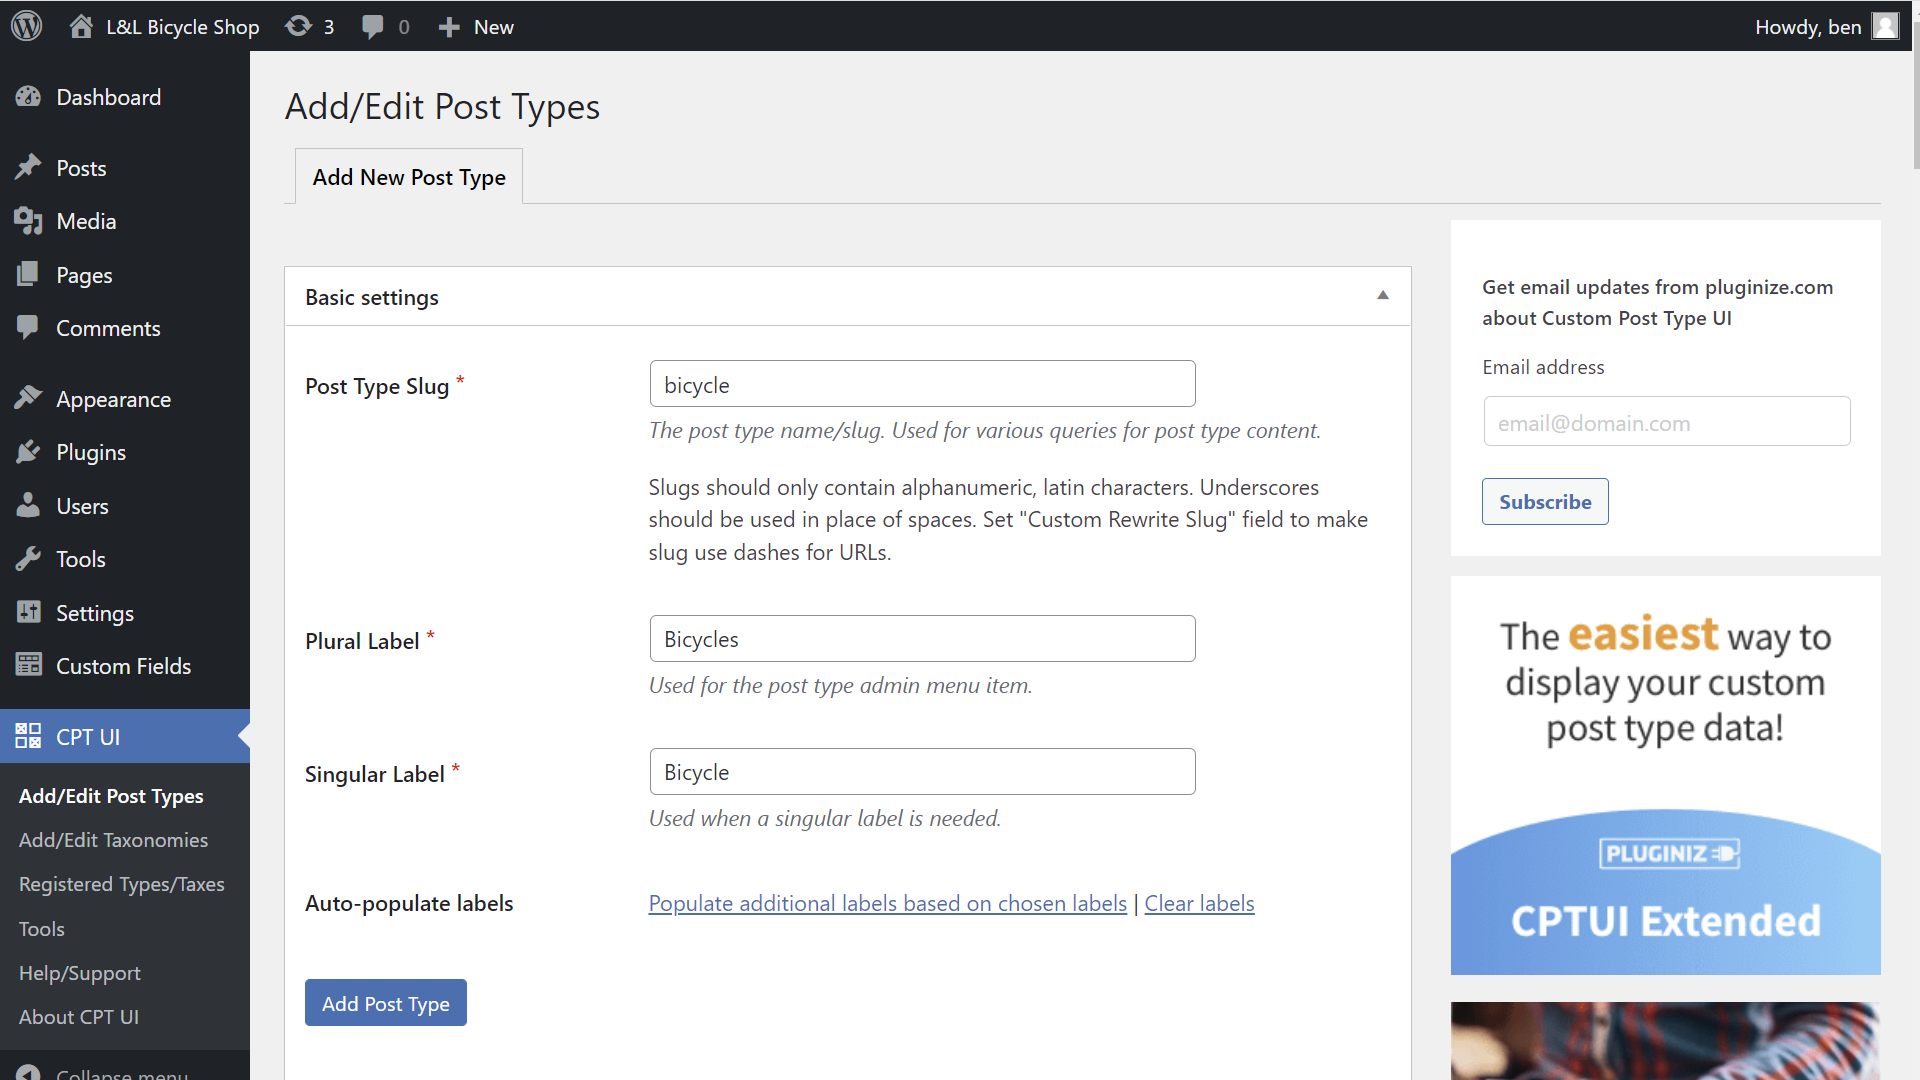 L&L Bicycle Shop 3 0 New Howdy, ben
Dashboard
Posts
Media
Pages
Comments
Appearance
Plugins
Users
Tools
Settings
Custom Fields
CPT UI
Add/Edit Post Types
Add/Edit Taxonomies
Registered Types/Taxes
Tools
Help/Support
About CPT UI
Collapse menu
Add/Edit Post Types
Add New Post Type
Basic settings
Post Type Slug *
bicycle
The post type name/slug. Used for various queries for post type content.
Slugs should only contain alphanumeric, latin characters. Underscores
should be used in place of spaces. Set "Custom Rewrite Slug" field to make
slug use dashes for URLs.
Plural Label *
Bicycles
Used for the post type admin menu item.
Singular Label *
Bicycle
Used when a singular label is needed.
Auto-populate labels
Populate additional labels based on chosen labels | Clear labels
Add Post Type
Get email updates from pluginize.com
about Custom Post Type UI
Email address
email@domain.com
Subscribe
The easiest way to
display your custom
post type data!
PLUGINIZ
CPTUI Extended